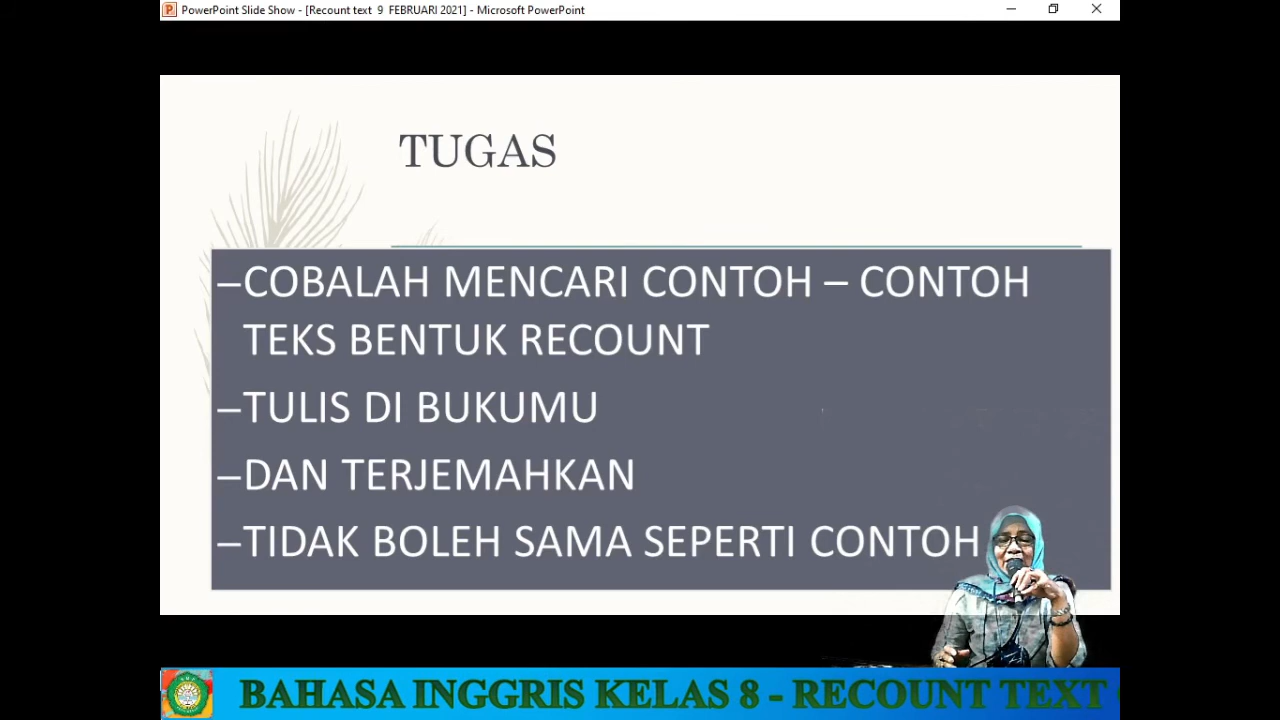 PowerPoint Slide Show - [Recount text 9 FEBRUARI 2021] - Microsoft PowerPoint
TUGAS
–COBALAH MENCARI CONTOH – CONTOH
TEKS BENTUK RECOUNT
–TULIS DI BUKUMU
–DAN TERJEMAHKAN
–TIDAK BOLEH SAMA SEPERTI CONTOH
BAHASA INGGRIS KELAS 8 - RECOUNT TEXT